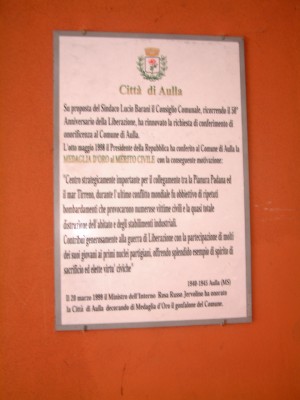 Città di Aulla
Su proposta del Sindaco Lucio Barani il Consiglio Comunale, ricorrendo il 50°
Anniversario della Liberazione, ha rinnovato la richiesta di conferimento di
onorificenza al Comune di Aulla.
L'otto maggio 1998 il Presidente della Repubblica ha conferito al Comune di Aulla la
MEDAGLIA D'ORO al MERITO CIVILE con la conseguente motivazione:
"Centro strategicamente importante per il collegamento tra la Pianura Padana ed
il mar Tirreno, durante l'ultimo conflitto mondiale fu obbiettivo di ripetuti
bombardamenti che provocarono numerose vittime civili e la quasi totale
distruzione dell'abitato e degli stabilimenti industriali.
Contribuì generosamente alla guerra di Liberazione con la partecipazione di molti
dei suoi giovani ai primi nuclei partigiani, offrendo splendido esempio di spirito di
sacrificio ed elette virtu' civiche"
1940-1945 Aulla (MS)
Il 20 marzo 1999 il Ministro dell'Interno Rosa Russo Jervolino ha onorato
la Città di Aulla decorando di Medaglia d'Oro il gonfalone del Comune.